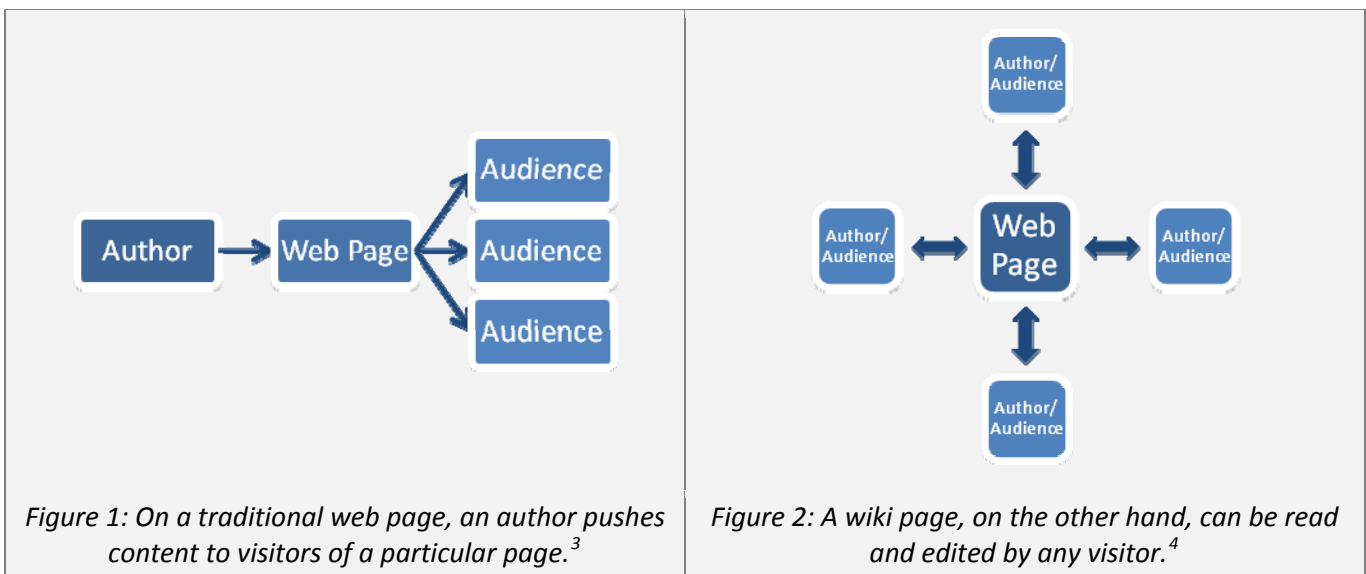 Author
Web Page
Audience
Audience
Audience
Figure 1: On a traditional web page, an author pushes
content to visitors of a particular page.³
Author/
Audience
Author/
Audience
Web
Page
Author/
Audience
Author/
Audience
Figure 2: A wiki page, on the other hand, can be read
and edited by any visitor.⁴